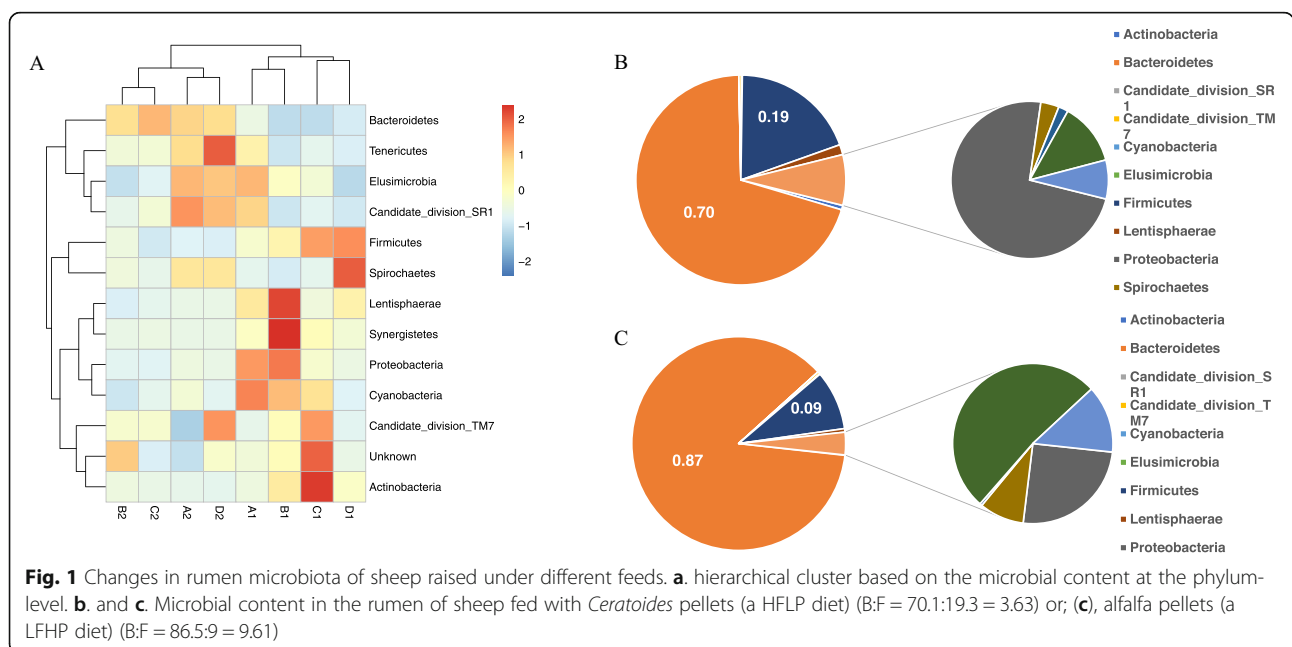 A
Bacteroidetes
Tenericutes
Elusimicrobia
Candidate_division_SR1
Firmicutes
Spirochaetes
Lentisphaerae
Synergistetes
Proteobacteria
Cyanobacteria
Candidate_division_TM7
Unknown
Actinobacteria
B2 C2 A2 D2 A1 B1 C1 D1
2
1
0
−1
−2
B
0.19
0.70
Actinobacteria
Bacteroidetes
Candidate_division_SR
1
Candidate_division_TM
7
Cyanobacteria
Elusimicrobia
Firmicutes
Lentisphaerae
Proteobacteria
Spirochaetes
C
0.09
0.87
Actinobacteria
Bacteroidetes
Candidate_division_S
R1
Candidate_division_T
M7
Cyanobacteria
Elusimicrobia
Firmicutes
Lentisphaerae
Proteobacteria
Fig. 1 Changes in rumen microbiota of sheep raised under different feeds. a. hierarchical cluster based on the microbial content at the phylum-
level. b. and c. Microbial content in the rumen of sheep fed with Ceratoides pellets (a HFLP diet) (B:F = 70.1:19.3 = 3.63) or; (c), alfalfa pellets (a
LFHP diet) (B:F = 86.5:9 = 9.61)